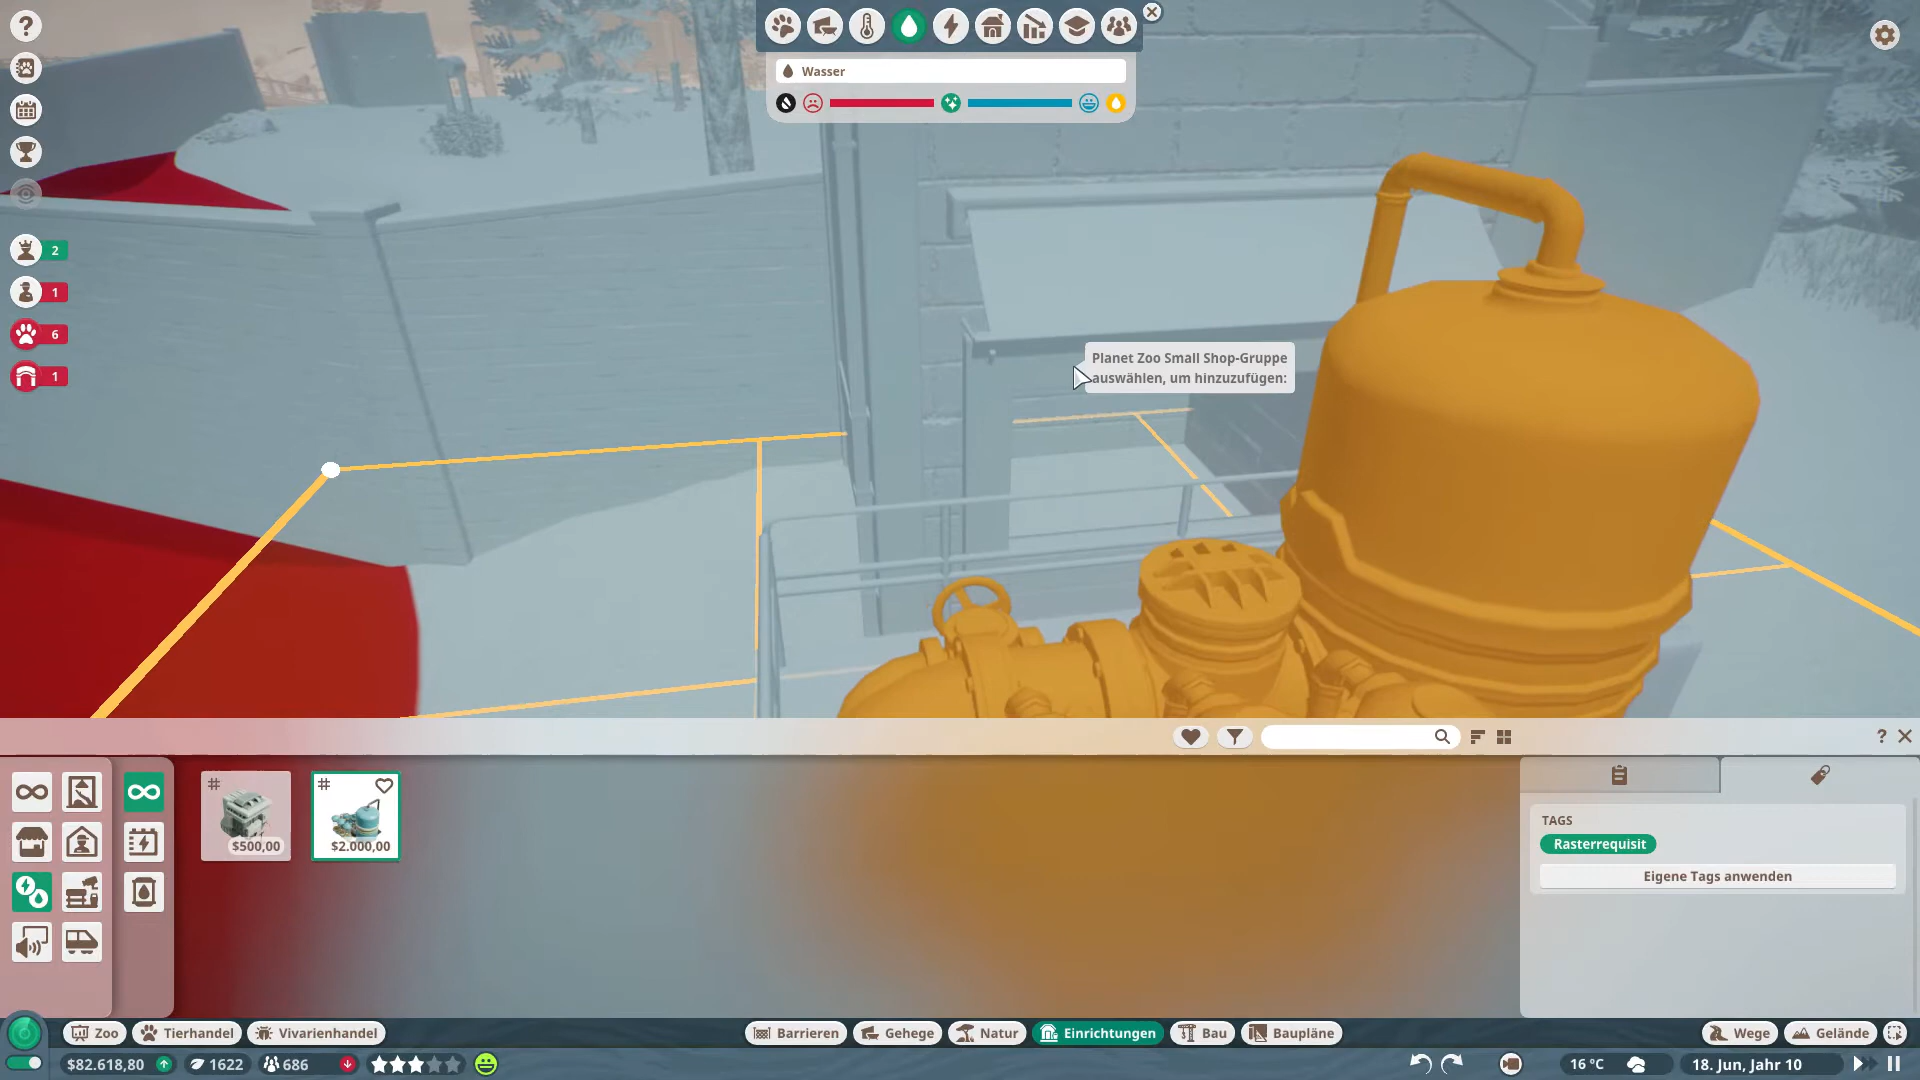 Wasser
2
1
6
1
Planet Zoo Small Shop-Gruppe
auswählen, um hinzuzufügen:
$500,00
$2.000,00
TAGS
Rasterrequisit
Eigene Tags anwenden
Zoo
Tierhandel
Vivarienhandel
Barrieren
Gehege
Natur
Einrichtungen
Bau
Baupläne
Wege
Gelände
$82.618,80
1622
686
16 °C
18. Jun, Jahr 10